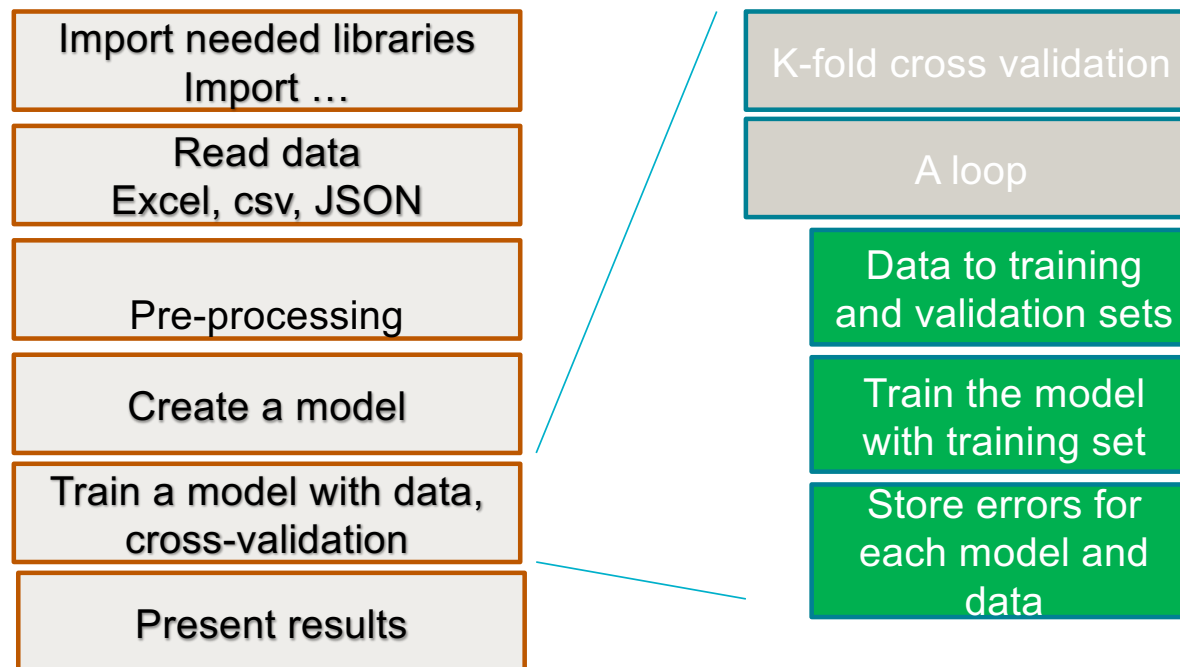 Import needed libraries
Import …
Read data
Excel, csv, JSON
Pre-processing
Create a model
Train a model with data,
cross-validation
Present results
K-fold cross validation
A loop
Data to training
and validation sets
Train the model
with training set
Store errors for
each model and
data